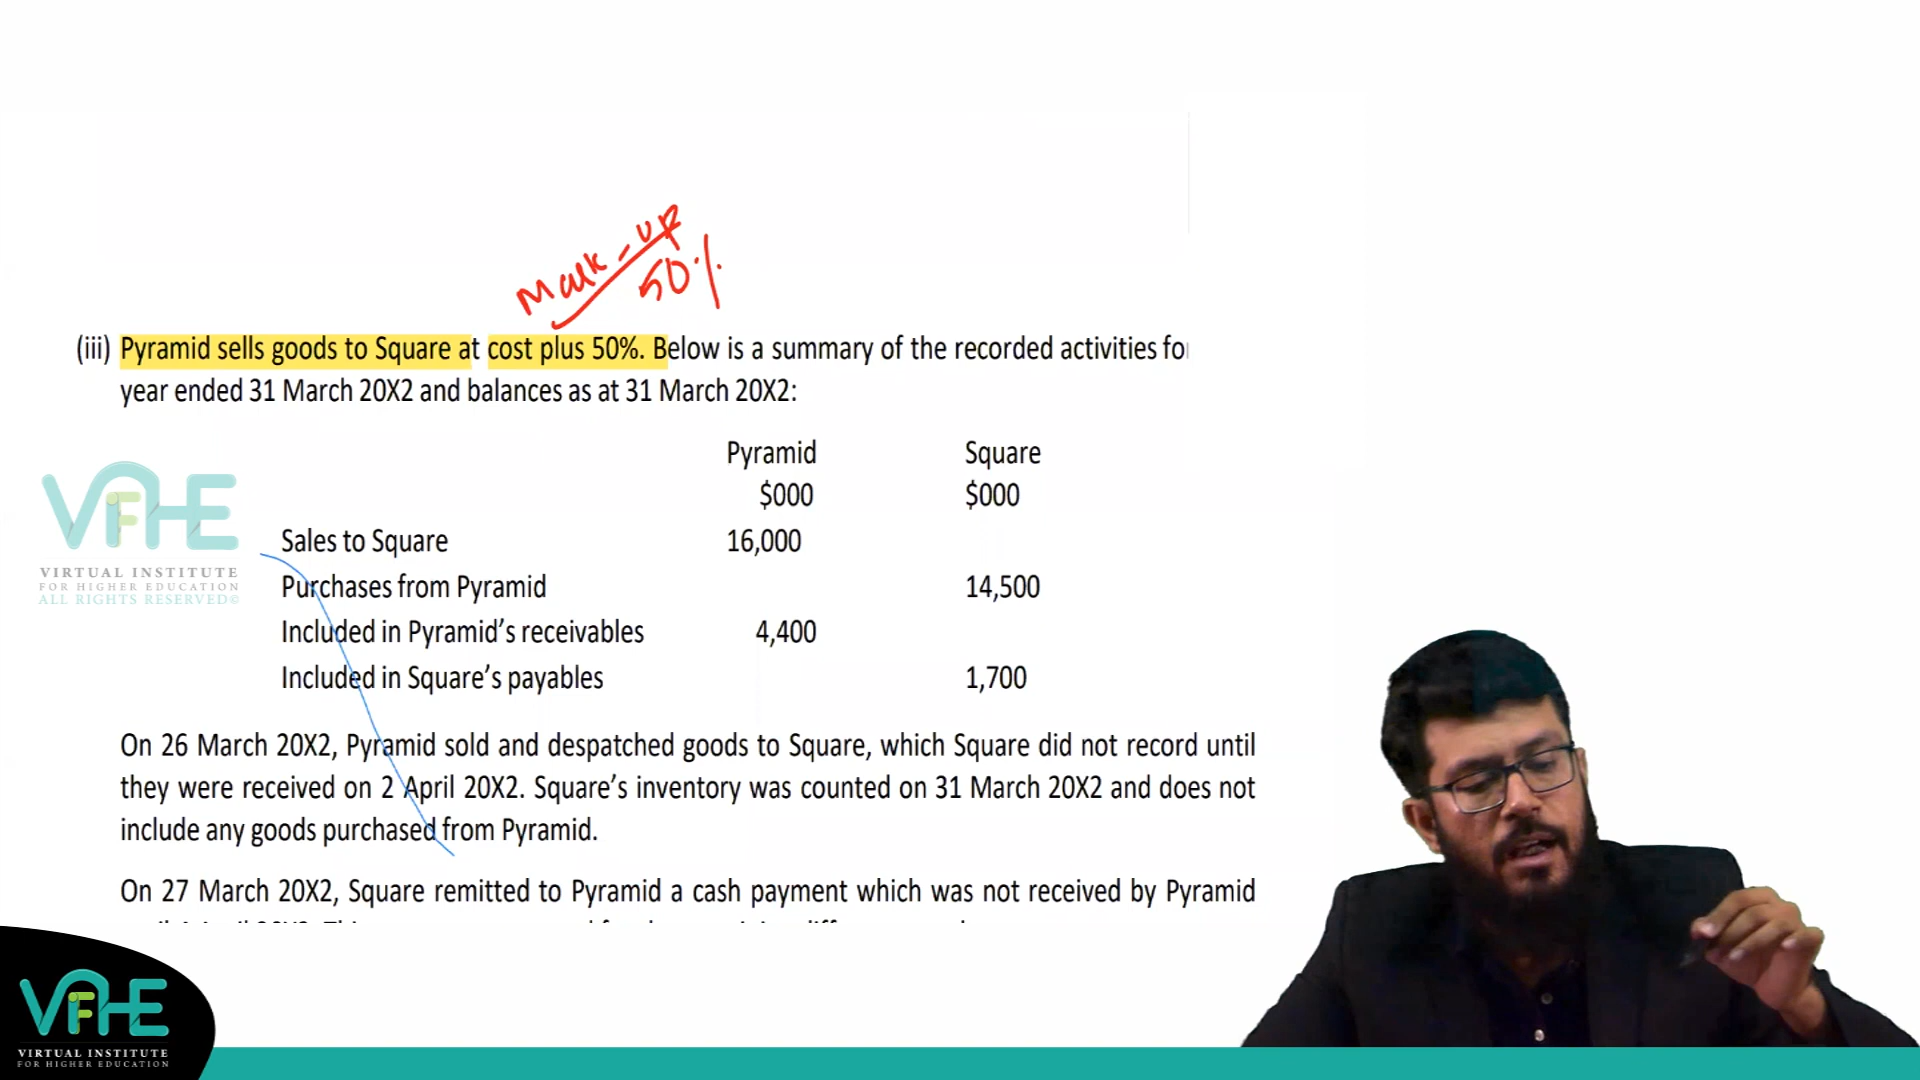 Mark-up
50%
(iii) Pyramid sells goods to Square at cost plus 50%. Below is a summary of the recorded activities for
year ended 31 March 20X2 and balances as at 31 March 20X2:
Pyramid Square
$000 $000
Sales to Square 16,000
Purchases from Pyramid 14,500
Included in Pyramid’s receivables 4,400
Included in Square’s payables 1,700
On 26 March 20X2, Pyramid sold and despatched goods to Square, which Square did not record until
they were received on 2 April 20X2. Square’s inventory was counted on 31 March 20X2 and does not
include any goods purchased from Pyramid.
On 27 March 20X2, Square remitted to Pyramid a cash payment which was not received by Pyramid
VIFHE
VIRTUAL INSTITUTE
FOR HIGHER EDUCATION
ALL RIGHTS RESERVED©
VIFHE
VIRTUAL INSTITUTE
FOR HIGHER EDUCATION